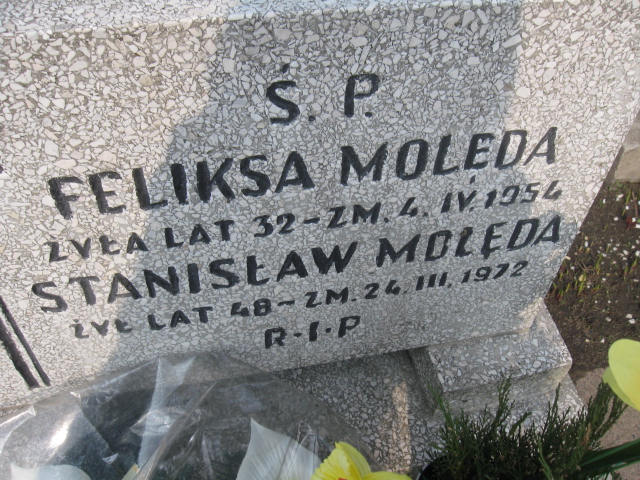 Ś. P.
FELIKSA MOLĘDA
ŻYŁA LAT 32-ZM. 4. IV. 1954
STANISŁAW MOLĘDA
ŻYŁ LAT 48-ZM. 24. III. 1972
R·I·P